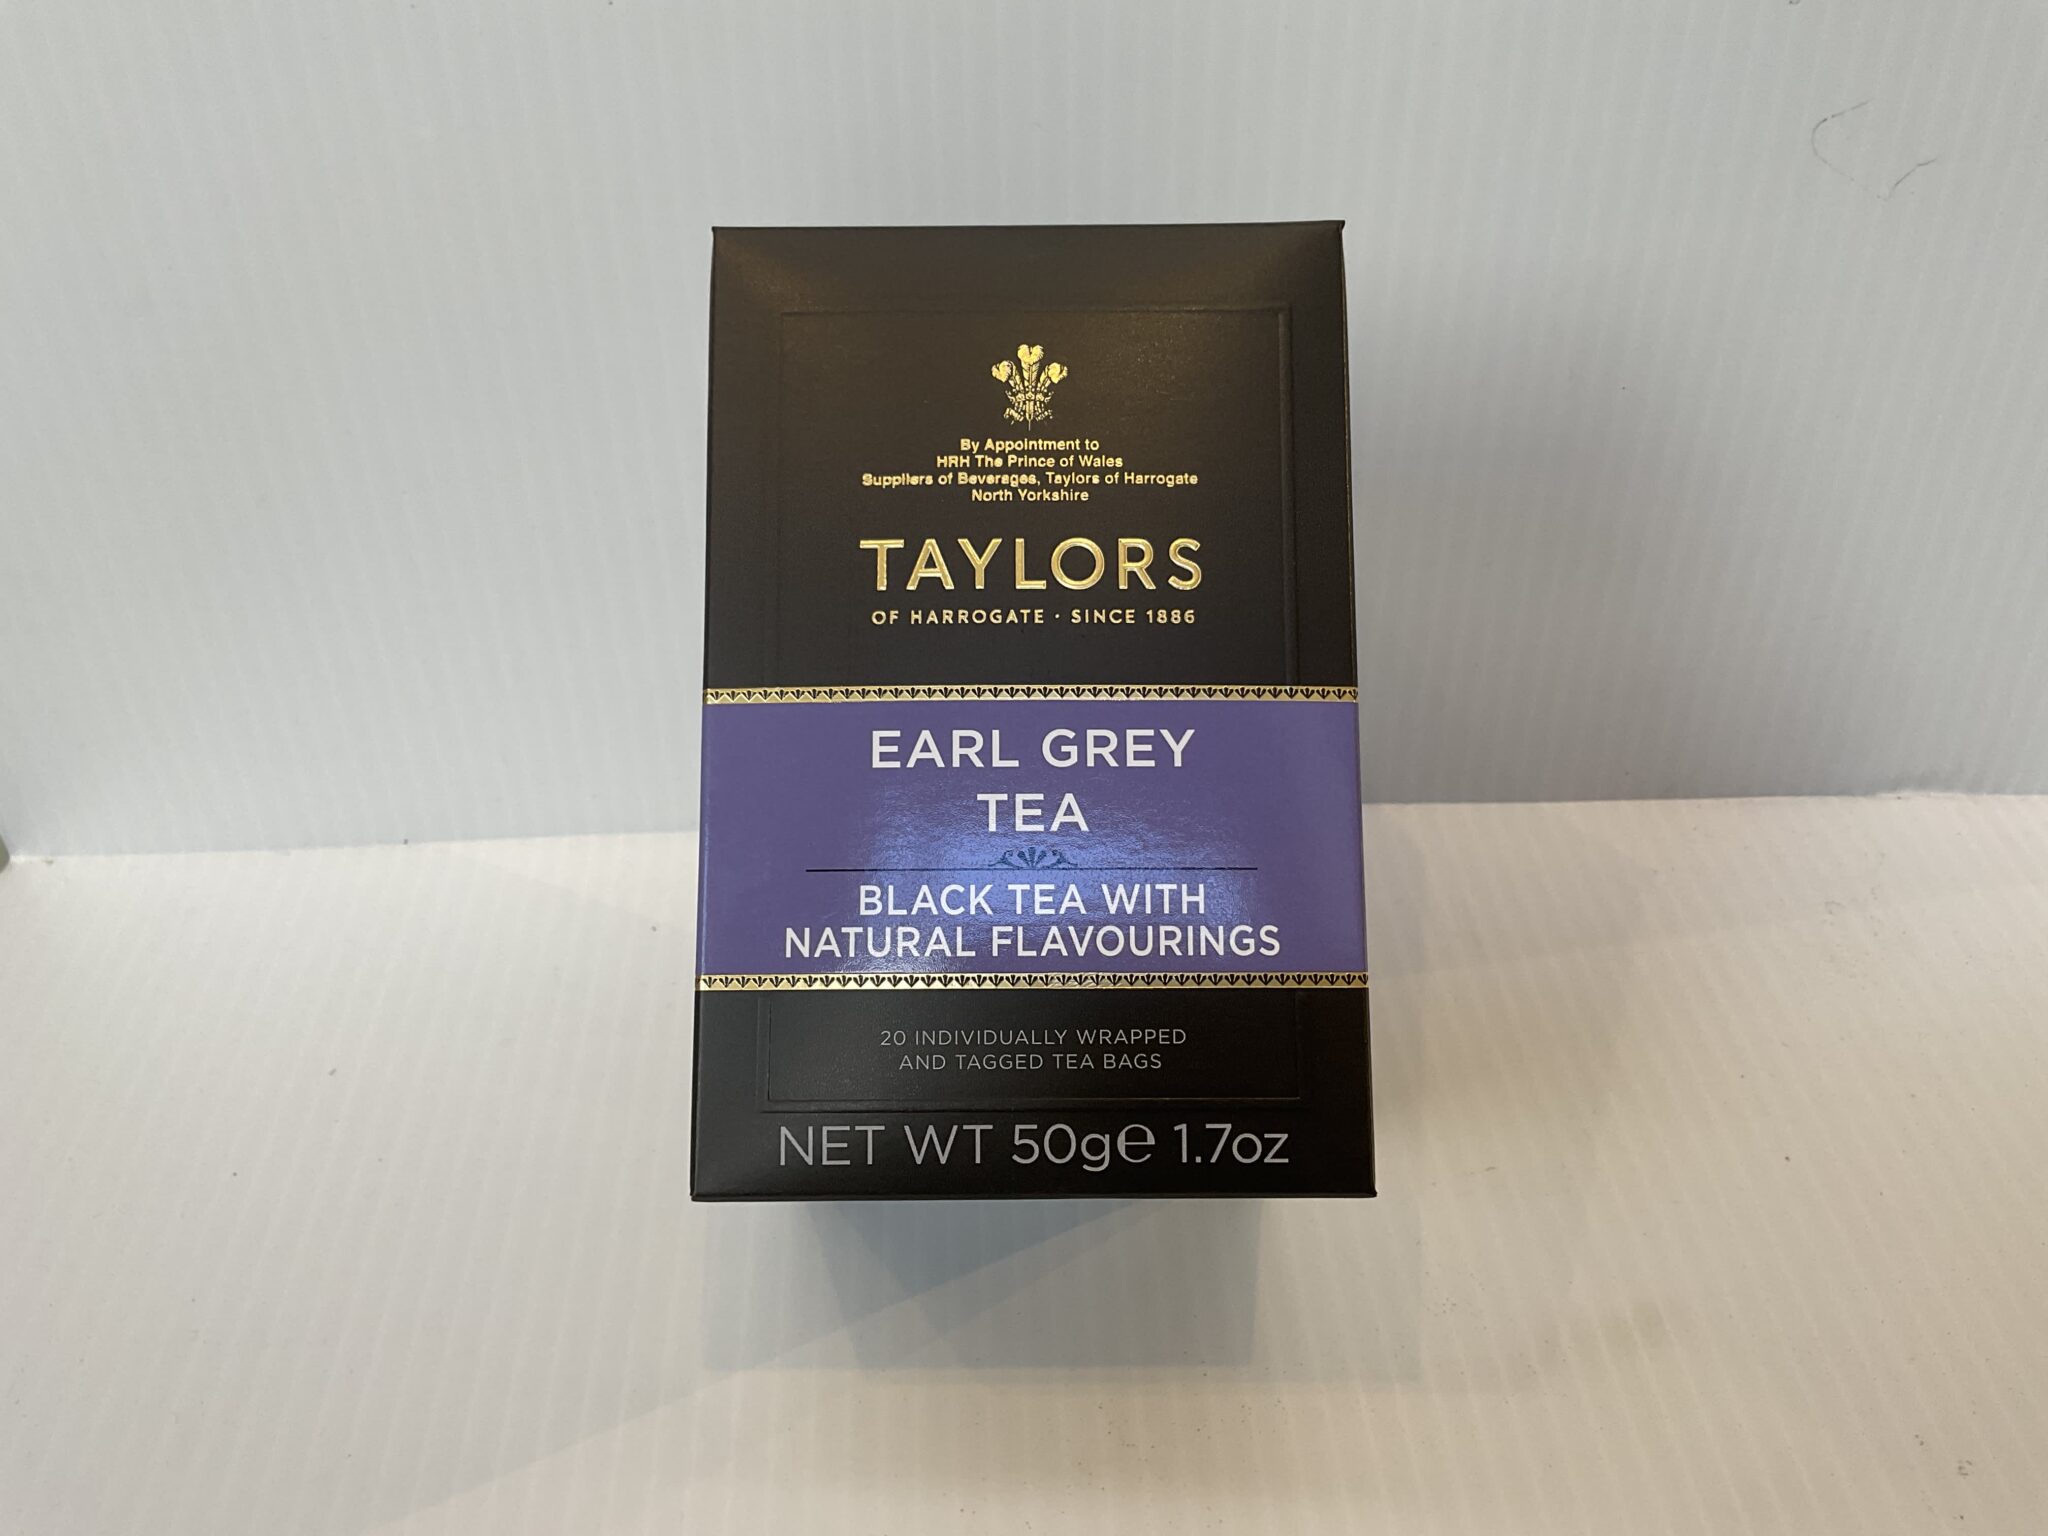 By Appointment to
HRH The Prince of Wales
Suppliers of Beverages, Taylors of Harrogate
North Yorkshire
TAYLORS
OF HARROGATE · SINCE 1886
EARL GREY
TEA
BLACK TEA WITH
NATURAL FLAVOURINGS
20 INDIVIDUALLY WRAPPED
AND TAGGED TEA BAGS
NET WT 50g℮ 1.7oz